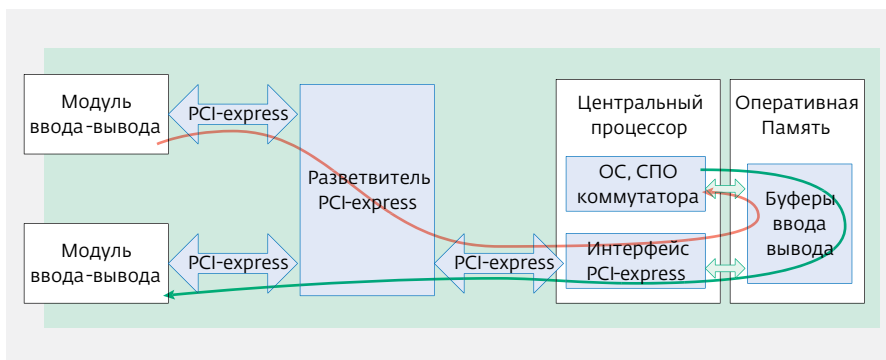 Модуль
ввода-вывода
PCI-express
Разветвитель
PCI-express
Центральный
процессор
Оперативная
Память
ОС, СПО
коммутатора
Буферы
ввода
вывода
Модуль
ввода-вывода
PCI-express
PCI-express
Интерфейс
PCI-express